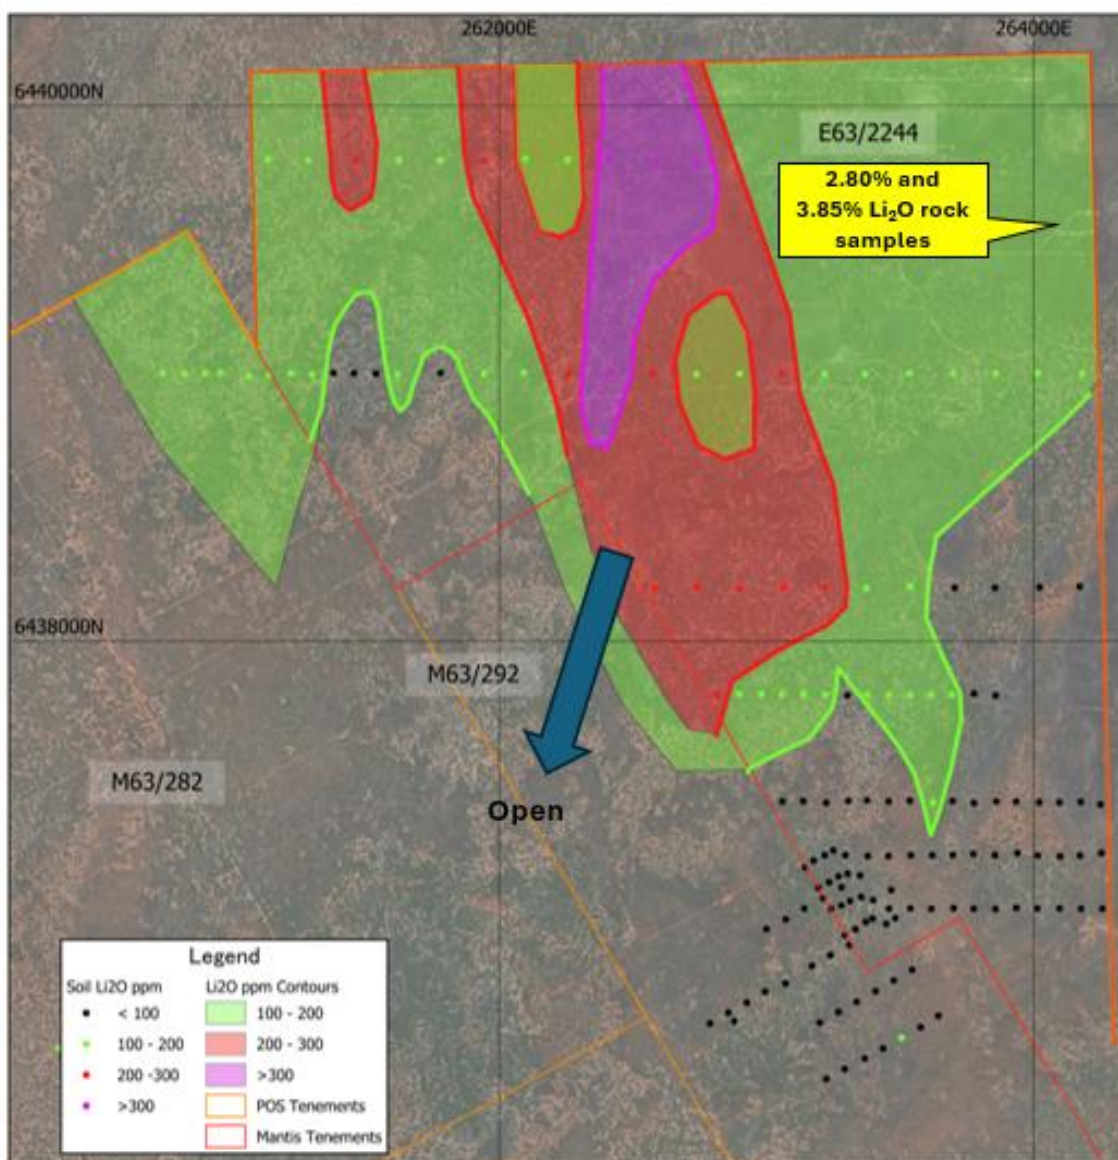 262000E
264000E
6440000N
E63/2244
2.80% and
3.85% Li₂O rock
samples
6438000N
M63/292
M63/282
Open
Legend
Soil Li2O ppm
< 100
100 - 200
200 -300
>300
Li2O ppm Contours
100 - 200
200 - 300
>300
POS Tenements
Mantis Tenements